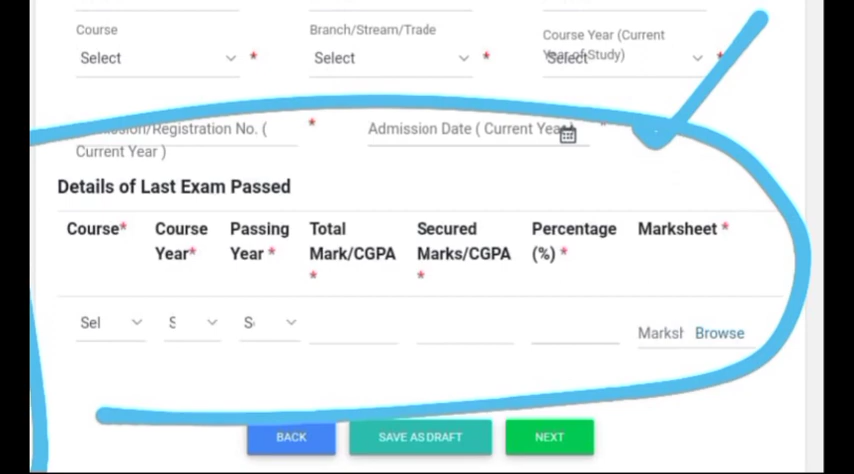 Course
Branch/Stream/Trade
Course Year (Current
Year of Study)
Select *
Select *
Select *
Admission/Registration No. (
Current Year )
*
Admission Date ( Current Year )
*
Details of Last Exam Passed
Course*
Course
Year*
Passing
Year *
Total
Mark/CGPA
*
Secured
Marks/CGPA
*
Percentage
(%) *
Marksheet *
Sel
S
S
Marksh Browse
BACK
SAVE AS DRAFT
NEXT